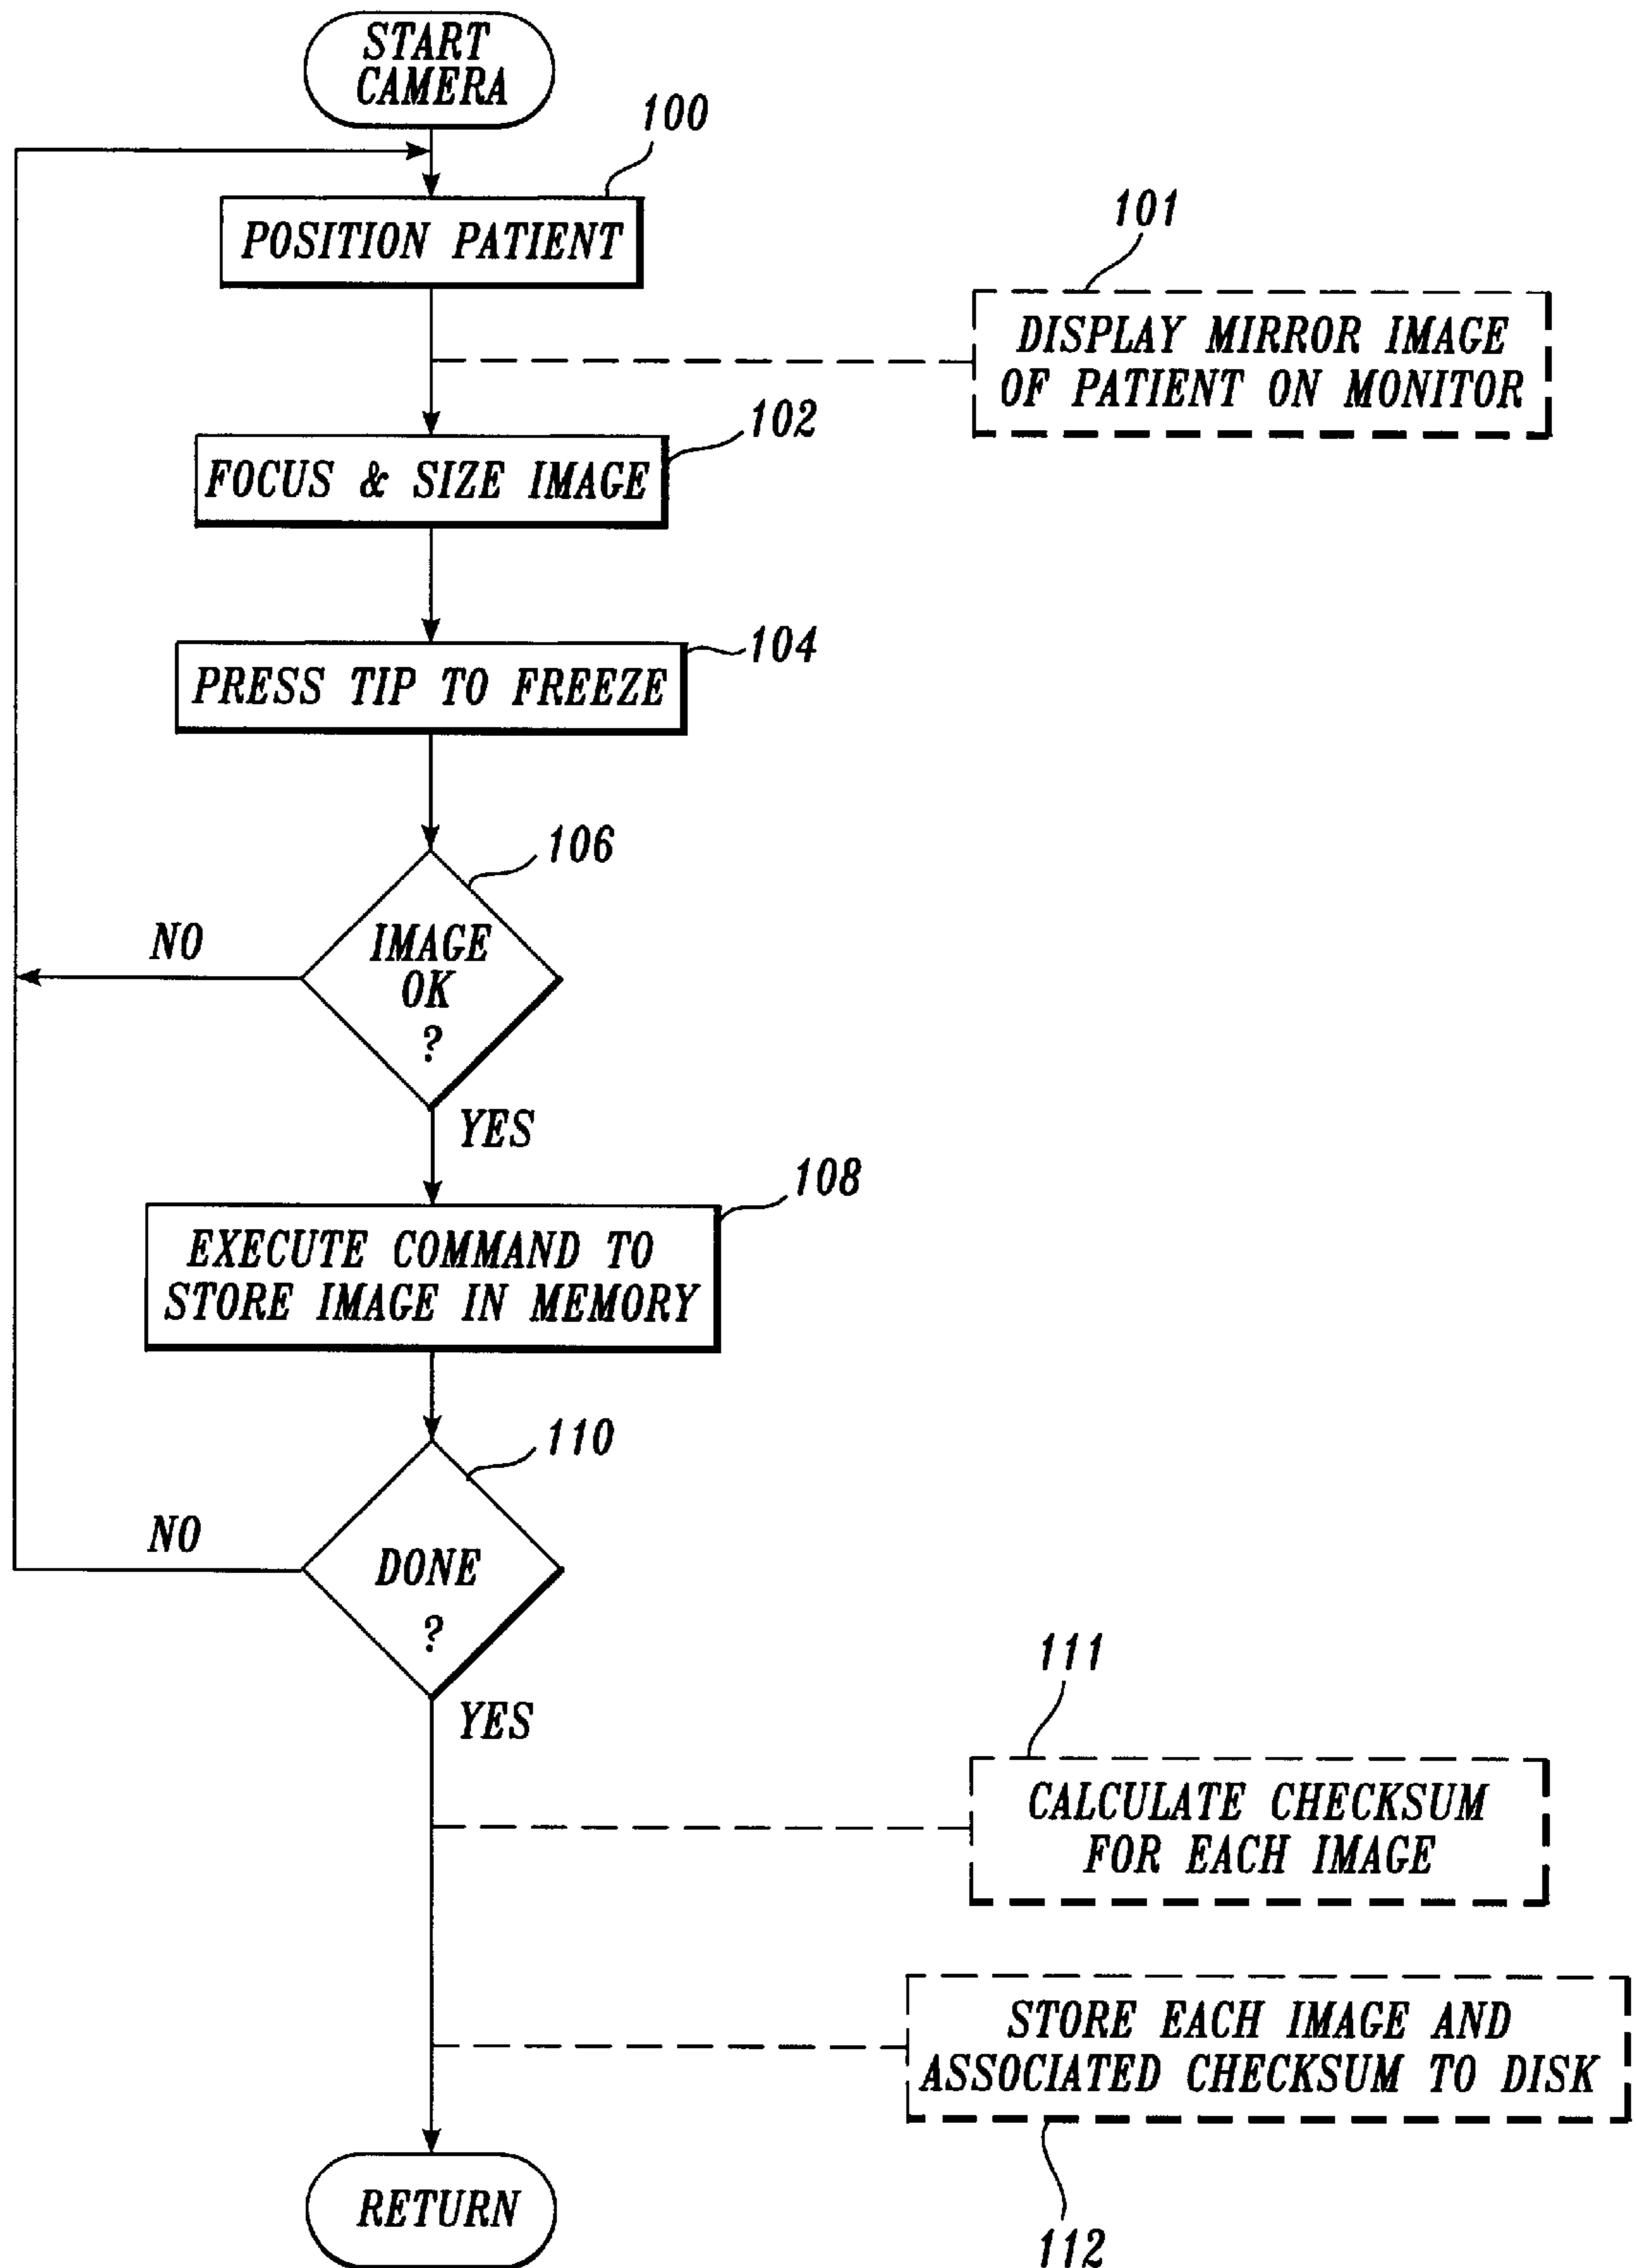 START
CAMERA
100
POSITION PATIENT
101
DISPLAY MIRROR IMAGE
OF PATIENT ON MONITOR
102
FOCUS & SIZE IMAGE
104
PRESS TIP TO FREEZE
106
IMAGE
OK
?
NO
YES
108
EXECUTE COMMAND TO
STORE IMAGE IN MEMORY
110
DONE
?
NO
YES
111
CALCULATE CHECKSUM
FOR EACH IMAGE
STORE EACH IMAGE AND
ASSOCIATED CHECKSUM TO DISK
112
RETURN